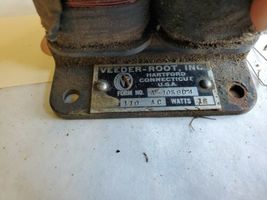 VEEDER-ROOT, INC.
HARTFORD
CONNECTICUT
U.S.A.
FORM NO.
110 AC WATTS 16